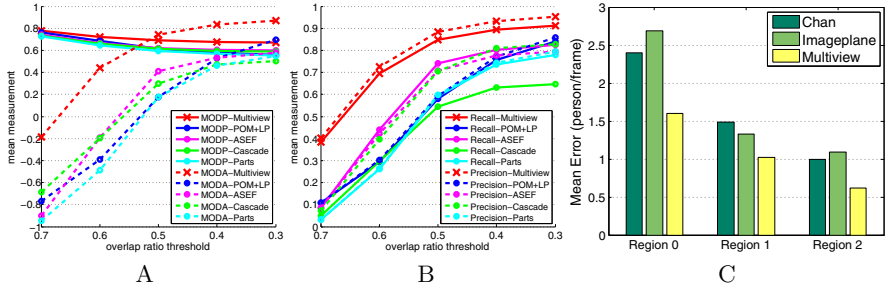 1
0.8
0.6
0.4
0.2
0
−0.2
−0.4
−0.6
−0.8
−1
0.7
0.6
0.5
0.4
0.3
mean measurement
overlap ratio threshold
MODP−Multiview
MODP−POM+LP
MODP−ASEF
MODP−Cascade
MODP−Parts
MODA−Multiview
MODA−POM+LP
MODA−ASEF
MODA−Cascade
MODA−Parts
A
1
0.9
0.8
0.7
0.6
0.5
0.4
0.3
0.2
0.1
0
0.7
0.6
0.5
0.4
0.3
mean measurement
overlap ratio threshold
Recall−Multiview
Recall−POM+LP
Recall−ASEF
Recall−Cascade
Recall−Parts
Precision−Multiview
Precision−POM+LP
Precision−ASEF
Precision−Cascade
Precision−Parts
B
3
2.5
2
1.5
1
0.5
0
Mean Error (person/frame)
Chan
Imageplane
Multiview
Region 0
Region 1
Region 2
C